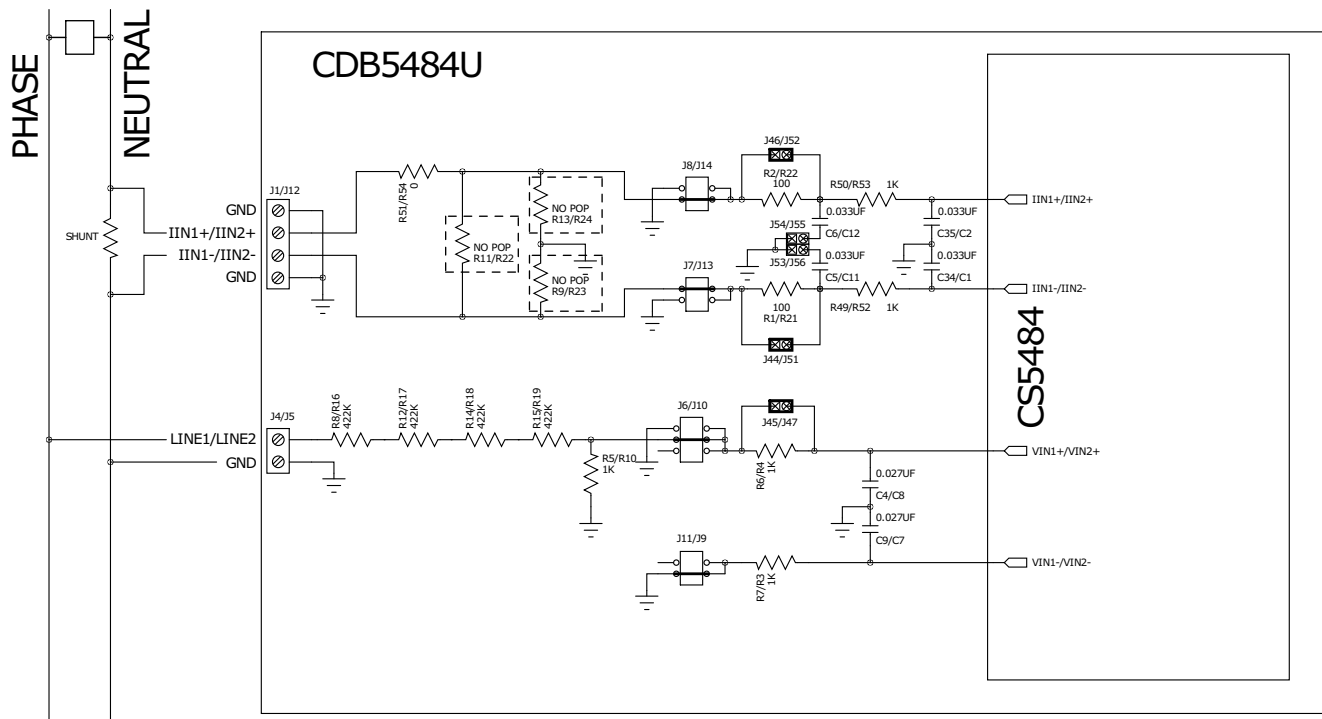 PHASE
NEUTRAL
CDB5484U
SHUNT
J1/J12
GND
IIN1+/IIN2+
IIN1-/IIN2-
GND
R51/R54
0
NO POP
R11/R22
NO POP
R13/R24
NO POP
R9/R23
J8/J14
J7/J13
J46/J52
R2/R22
100
J54/J55
J53/J56
0.033UF
C6/C12
0.033UF
C5/C11
100
R1/R21
J44/J51
R50/R53 1K
R49/R52 1K
0.033UF
C35/C2
0.033UF
C34/C1
IIN1+/IIN2+
IIN1-/IIN2-
CS5484
J4/J5
LINE1/LINE2
GND
R8/R16
422K
R12/R17
422K
R14/R18
422K
R15/R19
422K
R5/R10
1K
J6/J10
J45/J47
R6/R4
1K
0.027UF
C4/C8
0.027UF
C9/C7
J11/J9
R7/R3
1K
VIN1+/VIN2+
VIN1-/VIN2-